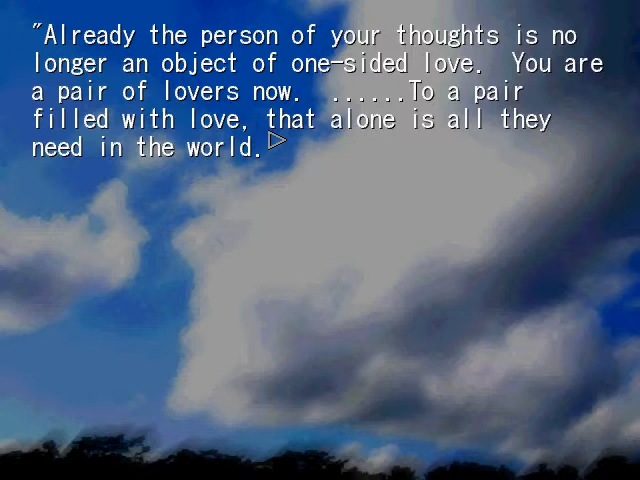 "Already the person of your thoughts is no
longer an object of one-sided love.  You are
a pair of lovers now.  ......To a pair
filled with love, that alone is all they
need in the world.